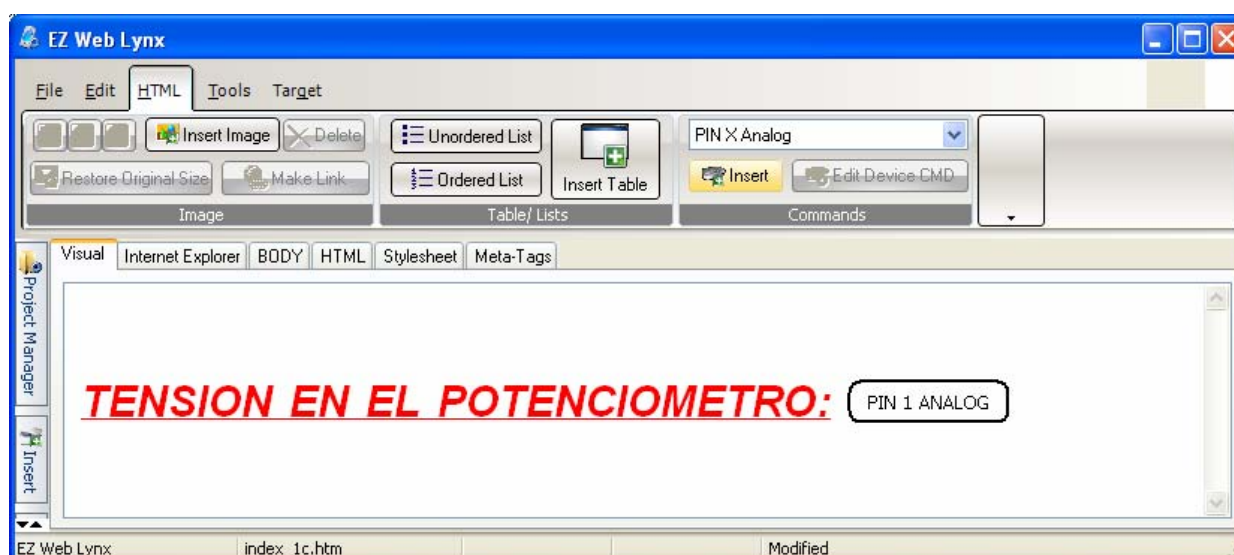 EZ Web Lynx
File Edit HTML Tools Target
Insert Image Delete Unordered List Insert Table PIN X Analog
Restore Original Size Make Link Ordered List Insert Edit Device CMD
Image Table/ Lists Commands
Visual Internet Explorer BODY HTML Stylesheet Meta-Tags
Project Manager
Insert
TENSION EN EL POTENCIOMETRO: PIN 1 ANALOG
EZ Web Lynx index_1c.htm Modified